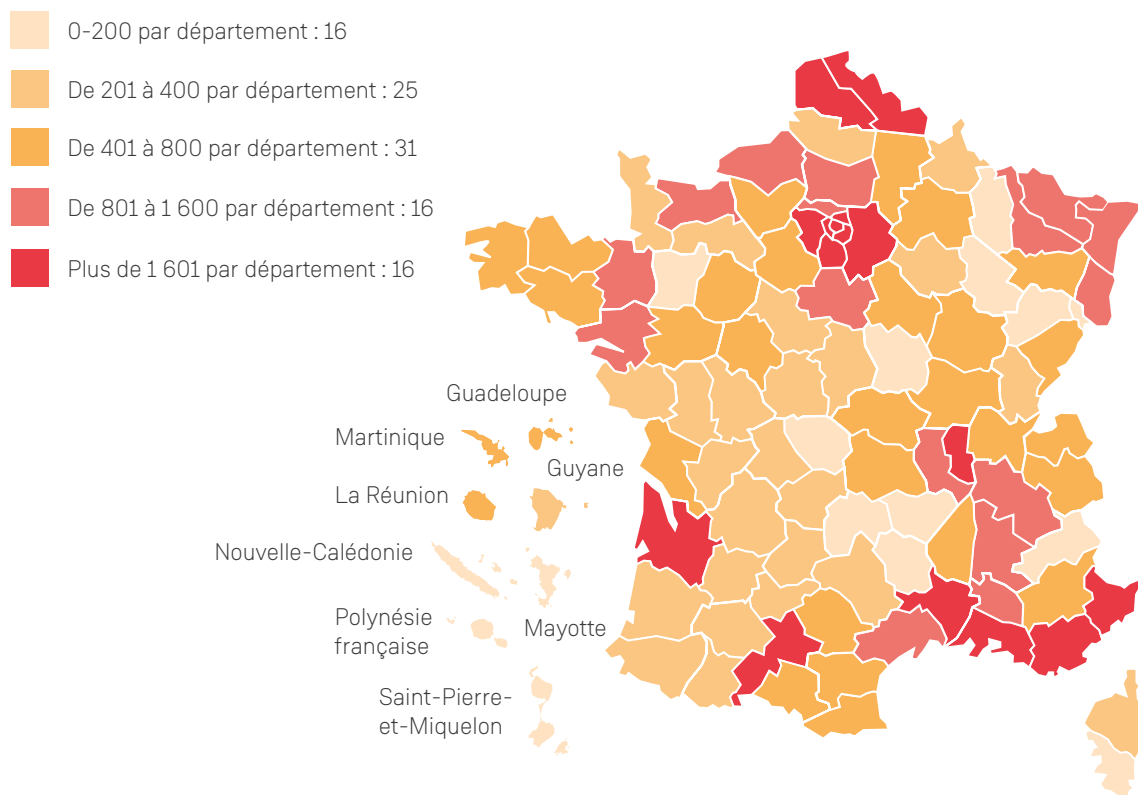 0-200 par département : 16
De 201 à 400 par département : 25
De 401 à 800 par département : 31
De 801 à 1 600 par département : 16
Plus de 1 601 par département : 16
Guadeloupe
Martinique
Guyane
La Réunion
Nouvelle-Calédonie
Polynésie
française
Mayotte
Saint-Pierre-
et-Miquelon